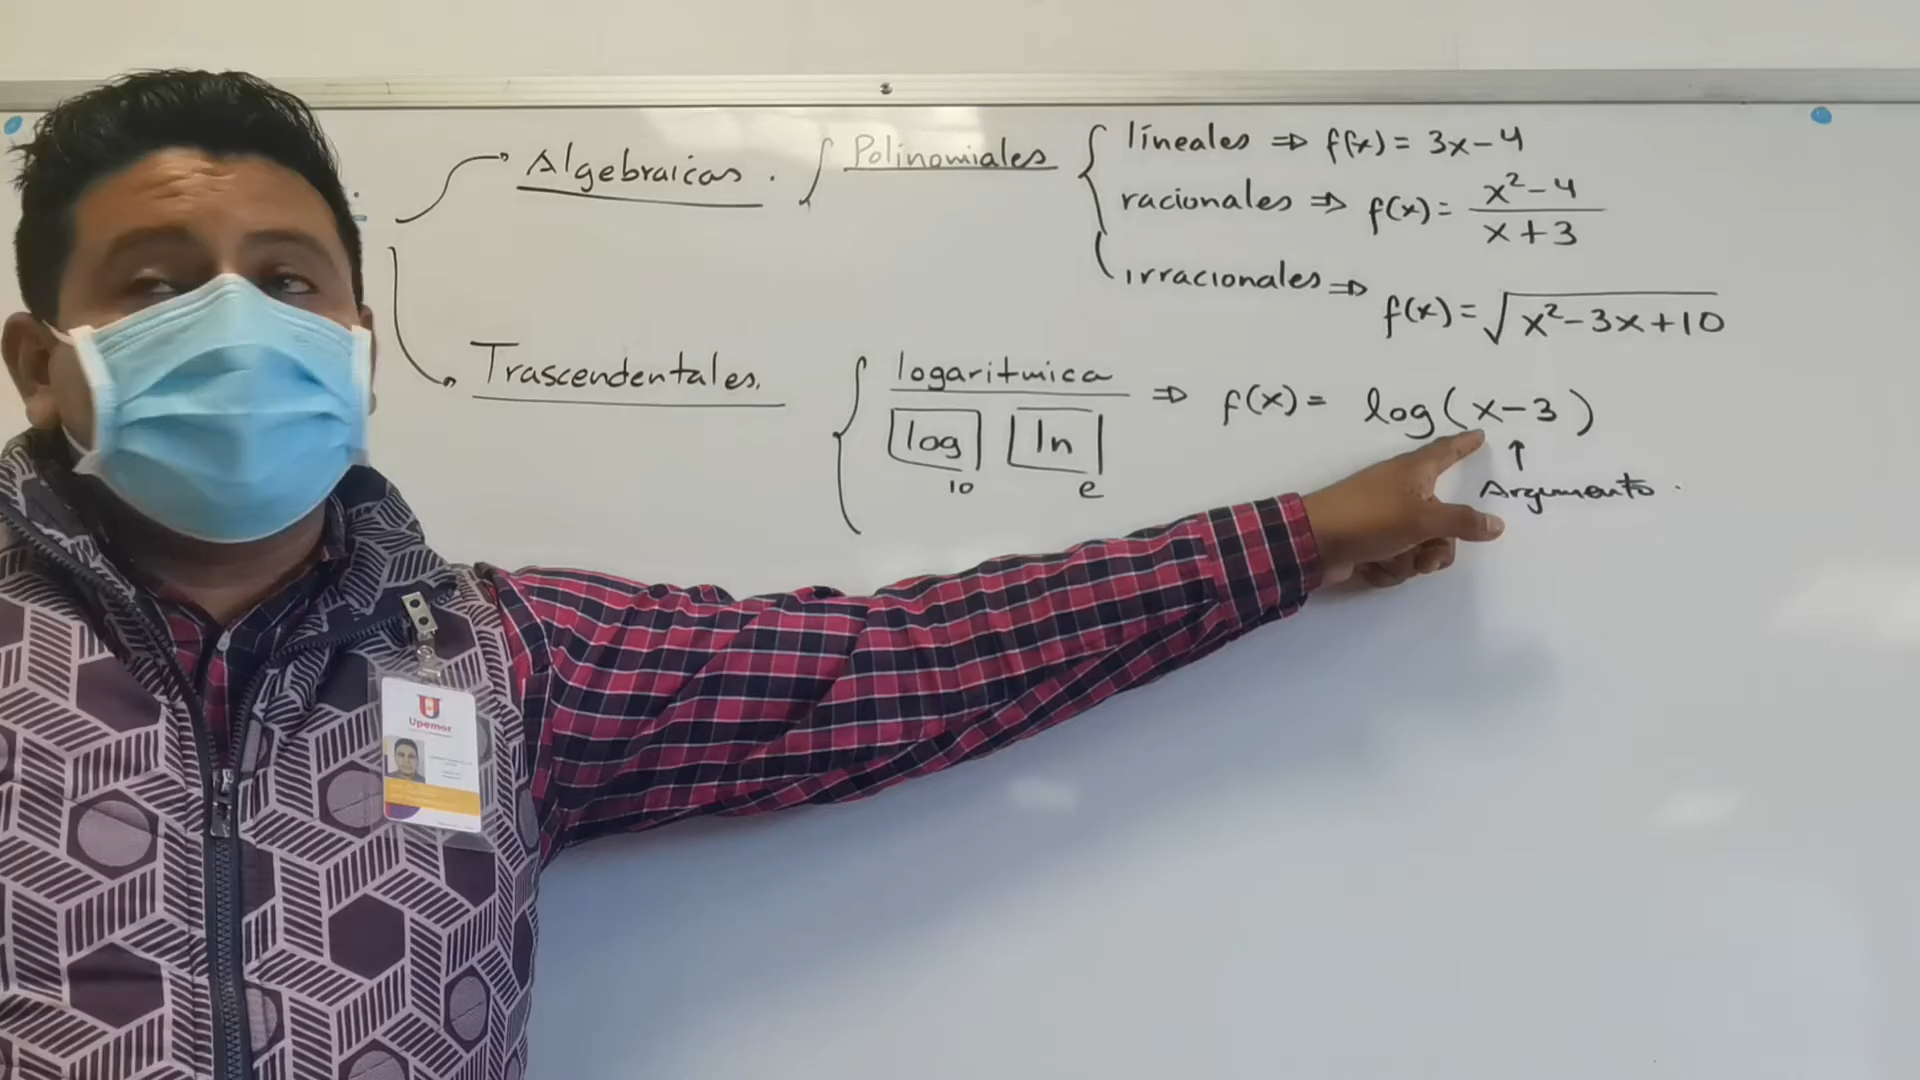 Algebraicas.
Polinomiales
líneales ⇒ f(x) = 3x-4
racionales ⇒ f(x) = \frac{x²-4}{x+3}
irracionales ⇒ f(x) = √(x²-3x+10)
Trascendentales.
logaritmica ⇒ f(x) = log(x-3)
log ln
10 e
↑
Argumento.
Upemor